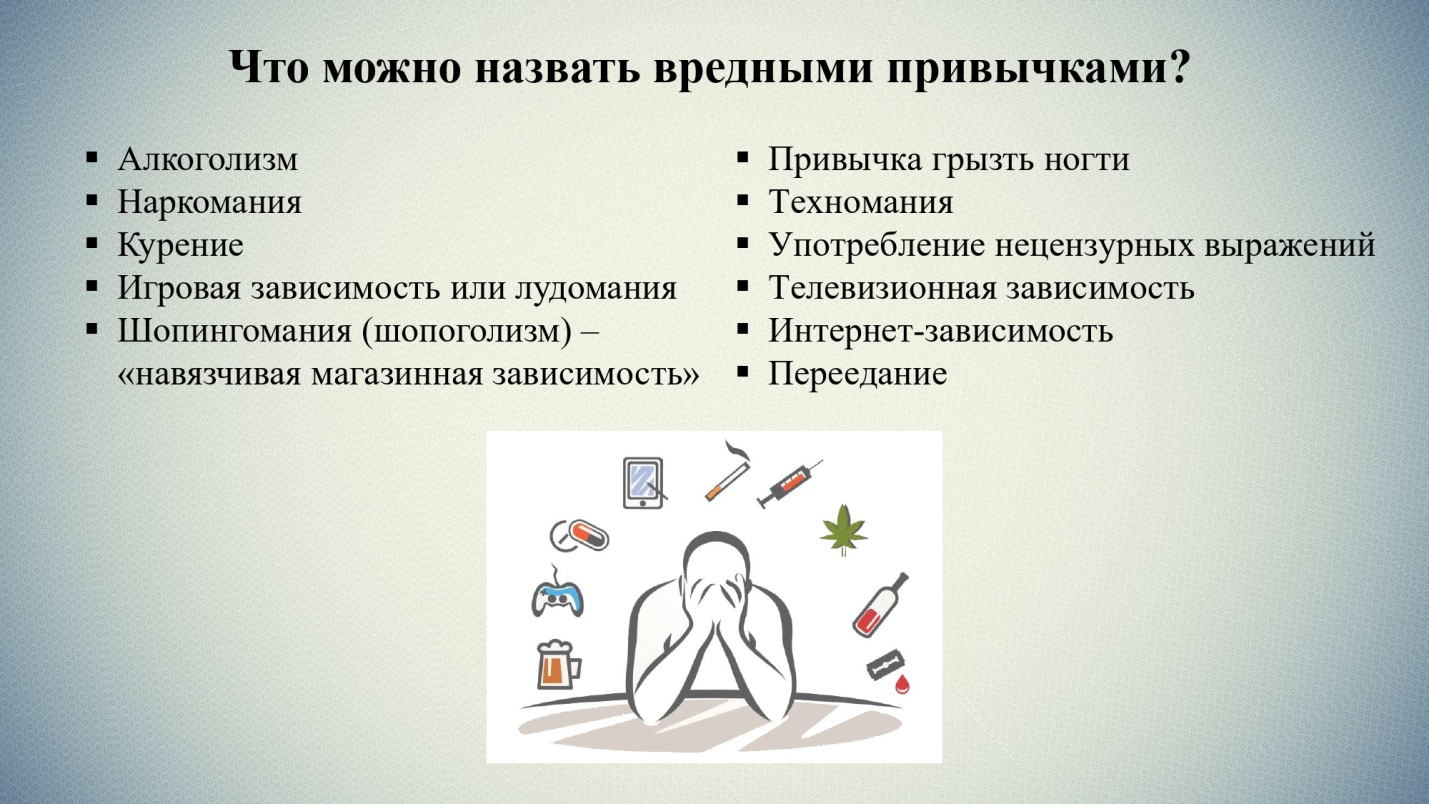 Что можно назвать вредными привычками?
▪ Алкоголизм
▪ Наркомания
▪ Курение
▪ Игровая зависимость или лудомания
▪ Шопингомания (шопоголизм) –
«навязчивая магазинная зависимость»
▪ Привычка грызть ногти
▪ Техномания
▪ Употребление нецензурных выражений
▪ Телевизионная зависимость
▪ Интернет-зависимость
▪ Переедание